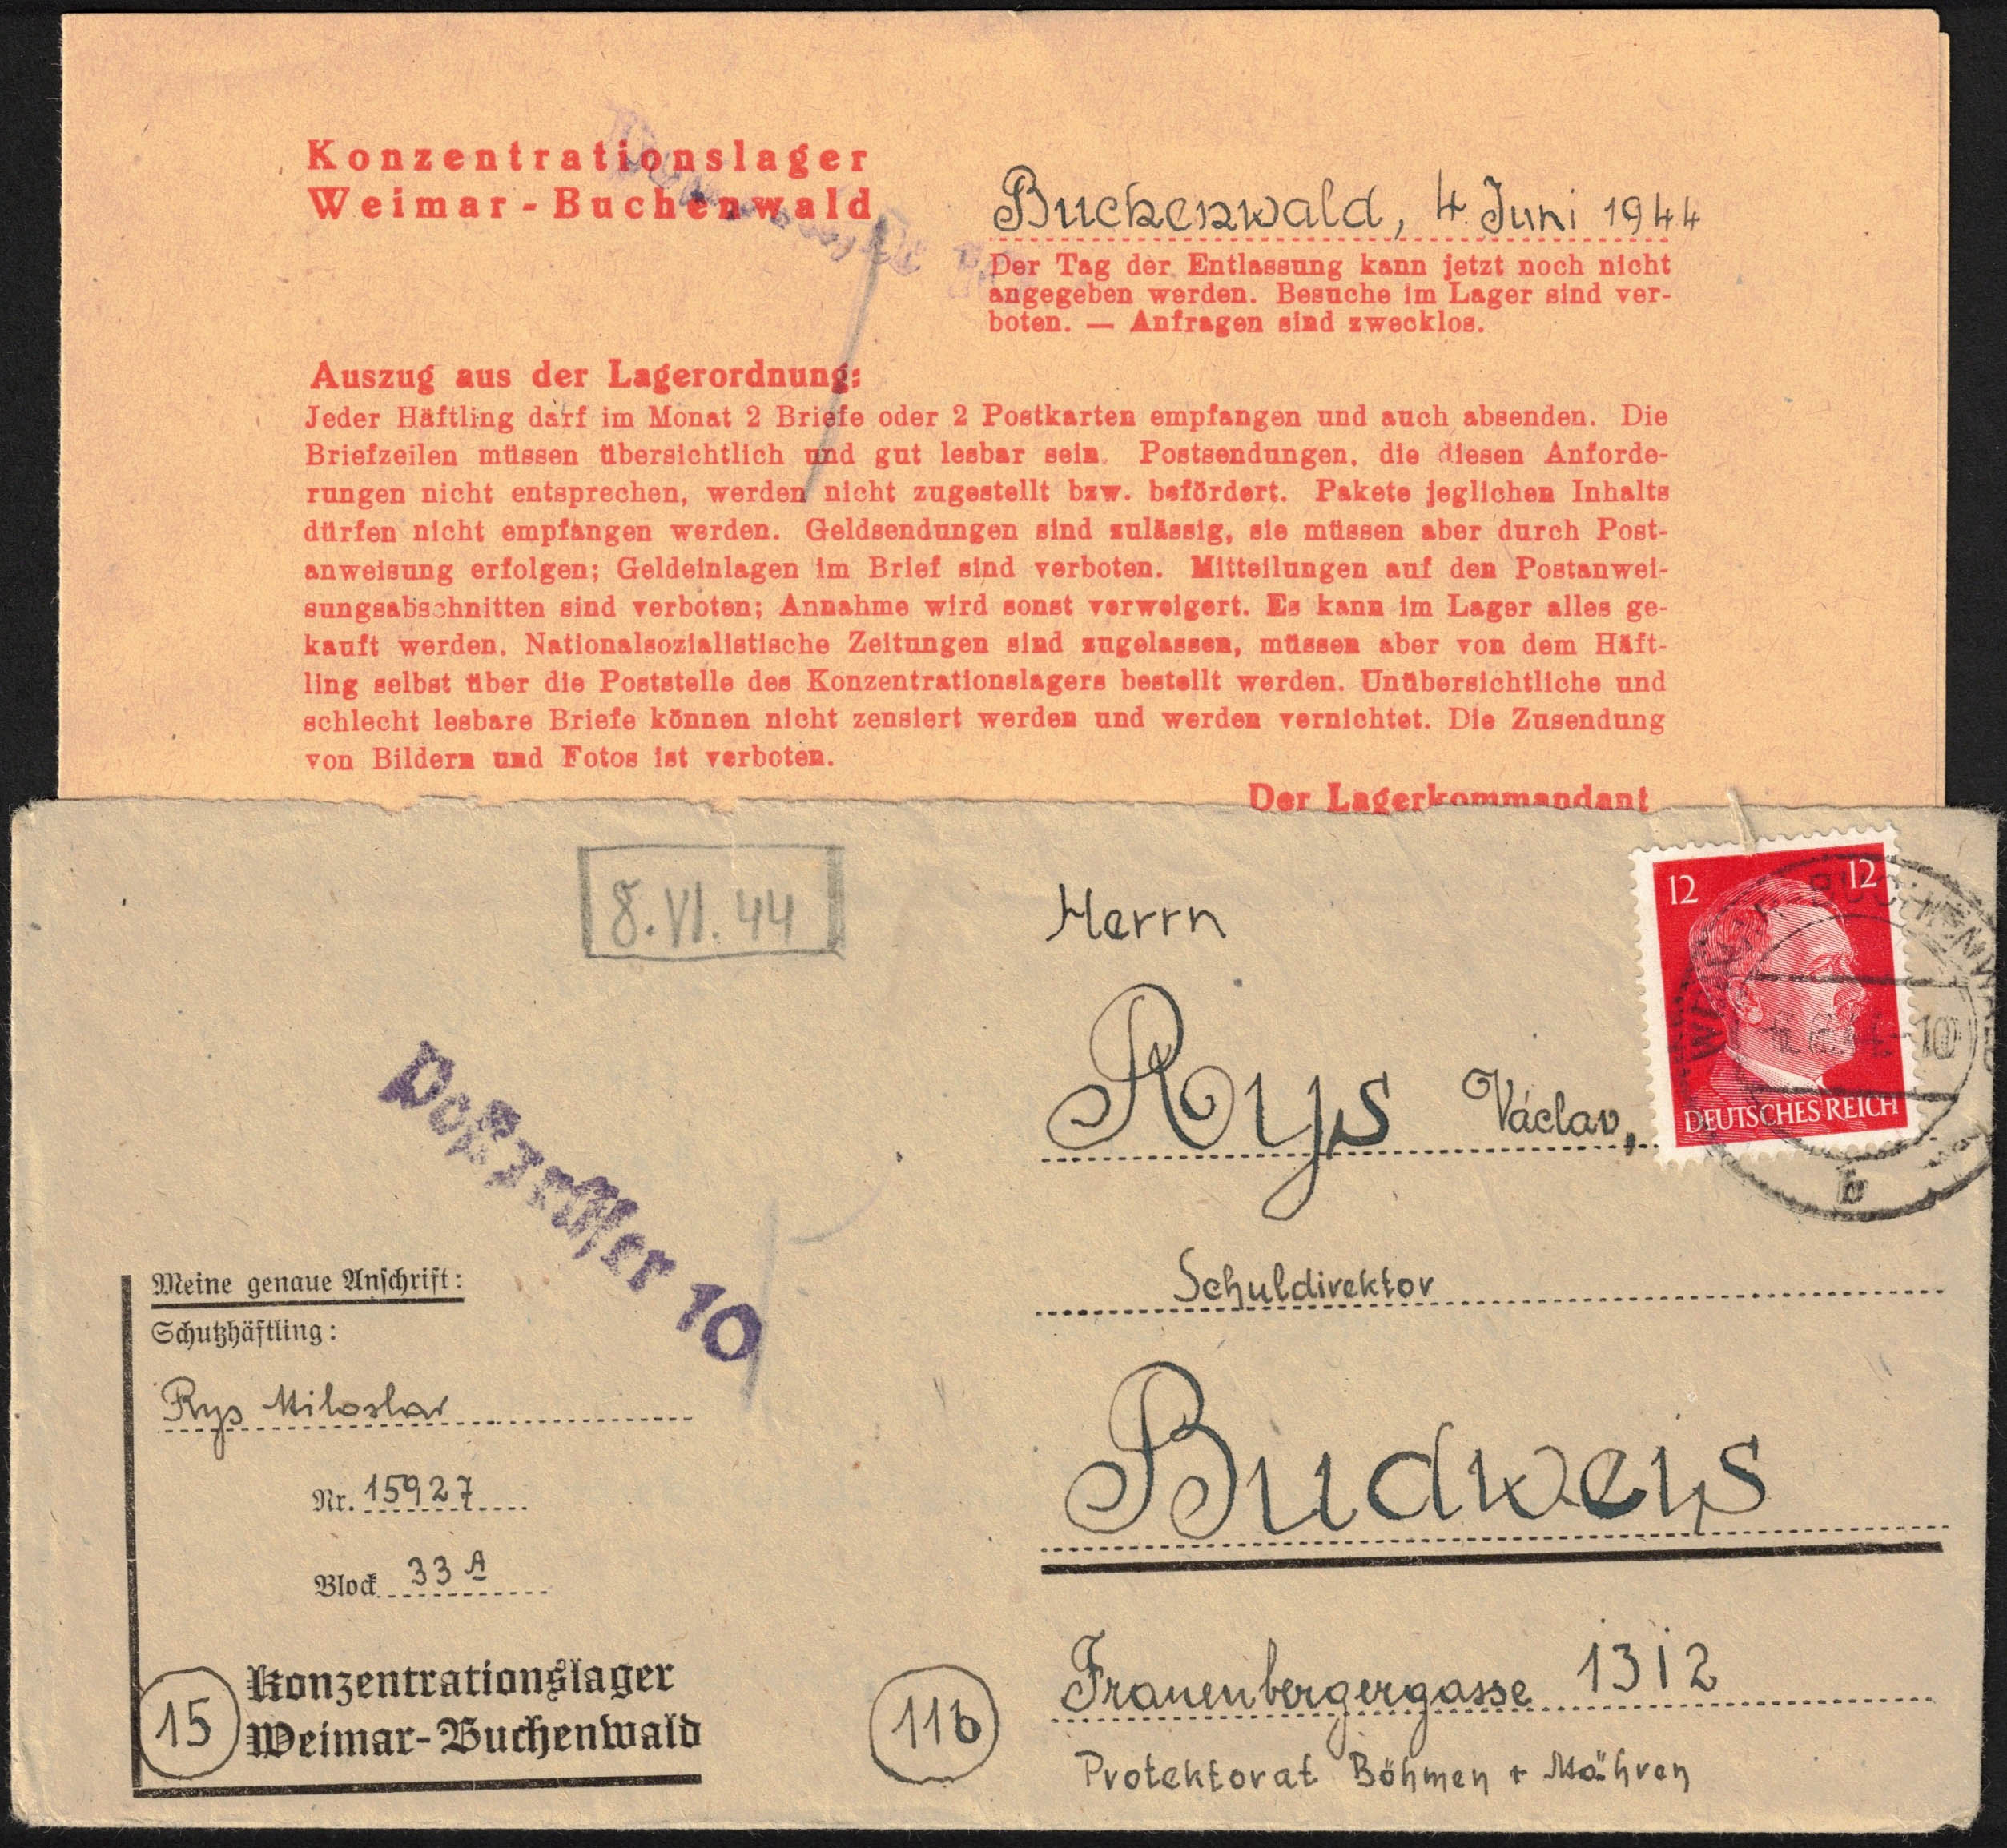 Konzentrationslager
Weimar-Buchenwald
Buchenwald, 4. Juni 1944
Der Tag der Entlassung kann jetzt noch nicht
angegeben werden. Besuche im Lager sind ver-
boten. — Anfragen sind zwecklos.
Auszug aus der Lagerordnung:
Jeder Häftling darf im Monat 2 Briefe oder 2 Postkarten empfangen und auch absenden. Die
Briefzeilen müssen übersichtlich und gut lesbar sein. Postsendungen, die diesen Anforde-
rungen nicht entsprechen, werden nicht zugestellt bzw. befördert. Pakete jeglichen Inhalts
dürfen nicht empfangen werden. Geldsendungen sind zulässig, sie müssen aber durch Post-
anweisung erfolgen; Geldeinlagen im Brief sind verboten. Mitteilungen auf den Postanwei-
sungsabschnitten sind verboten; Annahme wird sonst verweigert. Es kann im Lager alles ge-
kauft werden. Nationalsozialistische Zeitungen sind zugelassen, müssen aber von dem Häft-
ling selbst über die Poststelle des Konzentrationslagers bestellt werden. Unübersichtliche und
schlecht lesbare Briefe können nicht zensiert werden und werden vernichtet. Die Zusendung
von Bildern und Fotos ist verboten.
Der Lagerkommandant
8.VI.44
12 12
DEUTSCHES REICH
WEIMAR-BUCHENWALD
b
Herrn
Rys Václav,
Schuldirektor
Budweis
Frauenbergergasse 1312
Protektorat Böhmen + Mähren
11b
Postzensur 10
Meine genaue Anschrift:
Schutzhäftling:
Rys Miloslav
Nr. 15927
Block 33 A
15
Konzentrationslager
Weimar-Buchenwald